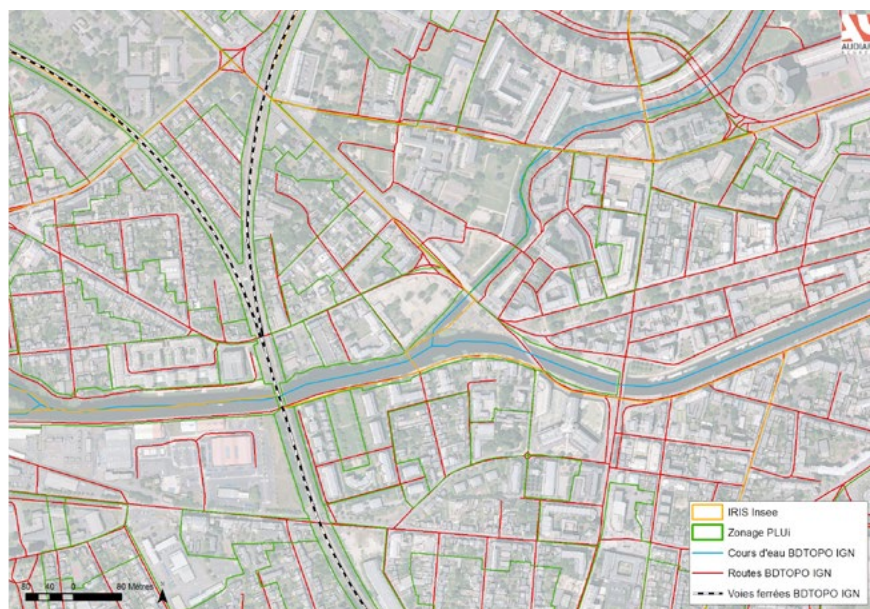 AUDIAR
IRIS Insee
Zonage PLUi
Cours d'eau BDTOPO IGN
Routes BDTOPO IGN
Voies ferrées BDTOPO IGN
80 40 0 80 Mètres